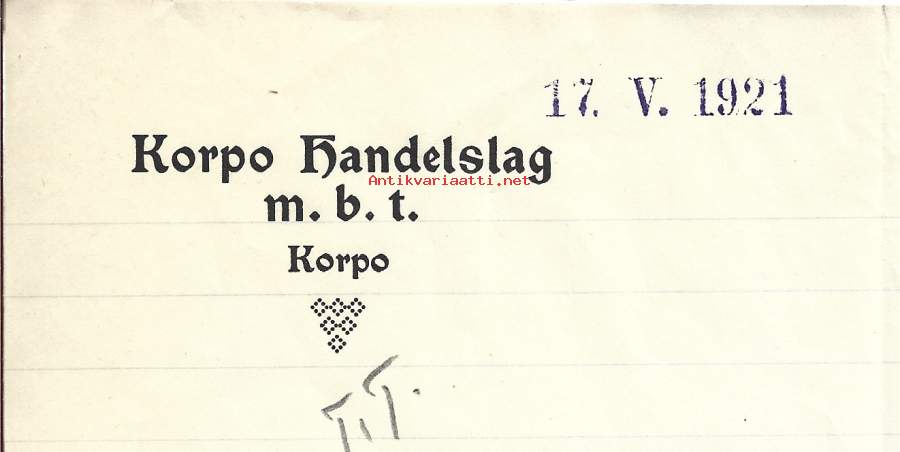 17. V. 1921
Korpo Handelslag
Antikvariaatti.net
m. b. t.
Korpo